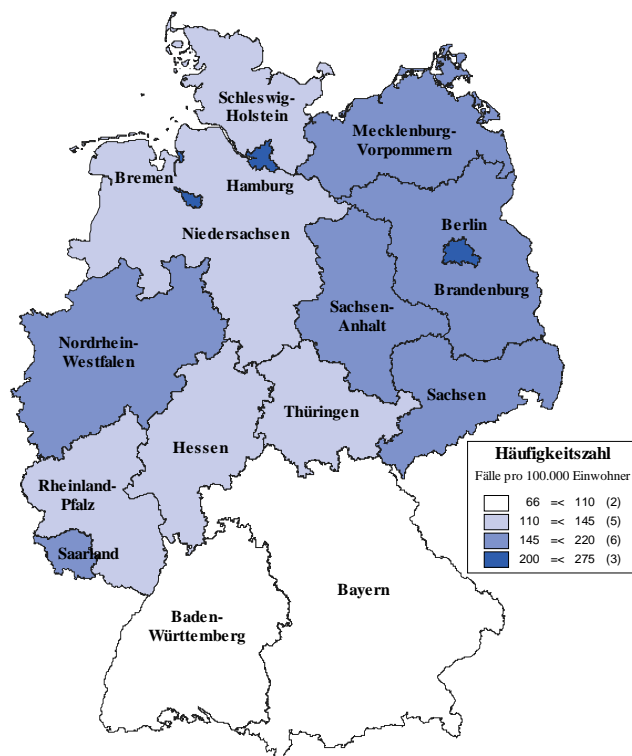 Schleswig-
Holstein
Mecklenburg-
Vorpommern
Bremen
Hamburg
Berlin
Niedersachsen
Brandenburg
Sachsen-
Anhalt
Nordrhein-
Westfalen
Sachsen
Thüringen
Hessen
Rheinland-
Pfalz
Saarland
Bayern
Baden-
Württemberg
Häufigkeitszahl
Fälle pro 100.000 Einwohner
66 =< 110 (2)
110 =< 145 (5)
145 =< 220 (6)
200 =< 275 (3)